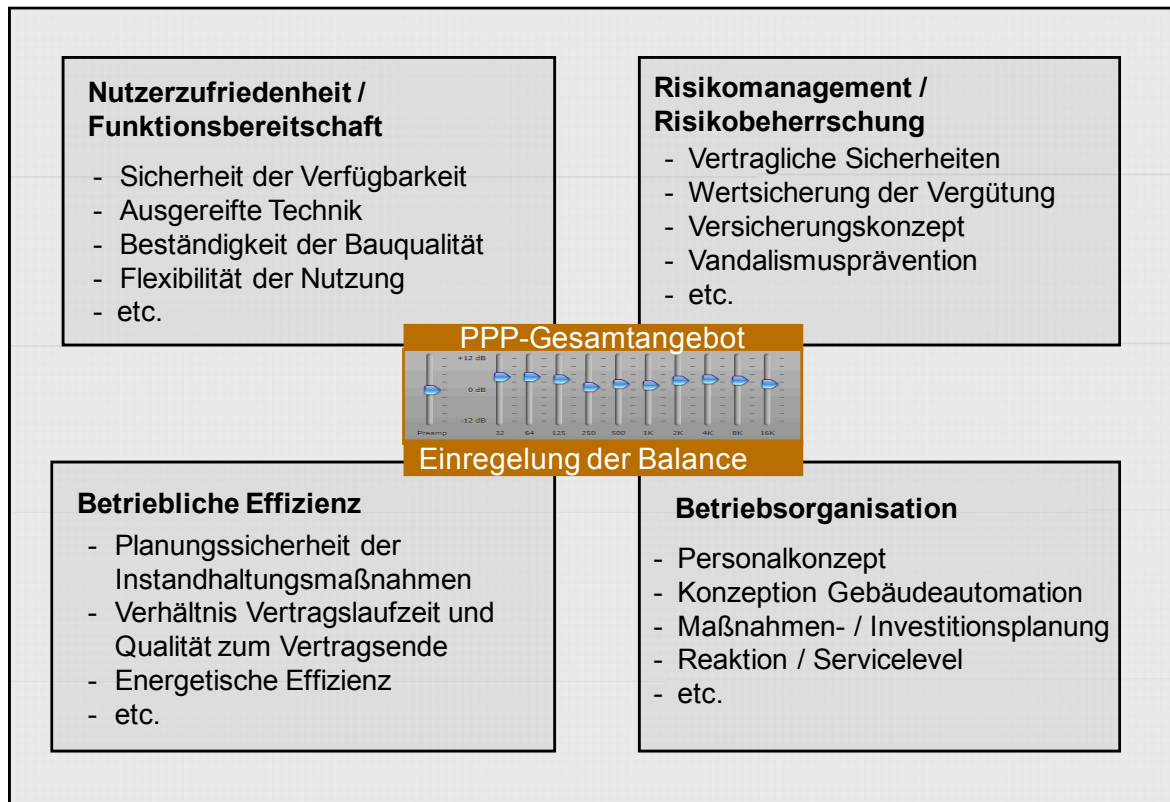 Nutzerzufriedenheit /
Funktionsbereitschaft
- Sicherheit der Verfügbarkeit
- Ausgereifte Technik
- Beständigkeit der Bauqualität
- Flexibilität der Nutzung
- etc.
Risikomanagement /
Risikobeherrschung
- Vertragliche Sicherheiten
- Wertsicherung der Vergütung
- Versicherungskonzept
- Vandalismusprävention
- etc.
PPP-Gesamtangebot
+12 dB
0 dB
-12 dB
Preamp 32 64 125 250 500 1K 2K 4K 8K 16K
Einregelung der Balance
Betriebliche Effizienz
- Planungssicherheit der
Instandhaltungsmaßnahmen
- Verhältnis Vertragslaufzeit und
Qualität zum Vertragsende
- Energetische Effizienz
- etc.
Betriebsorganisation
- Personalkonzept
- Konzeption Gebäudeautomation
- Maßnahmen- / Investitionsplanung
- Reaktion / Servicelevel
- etc.